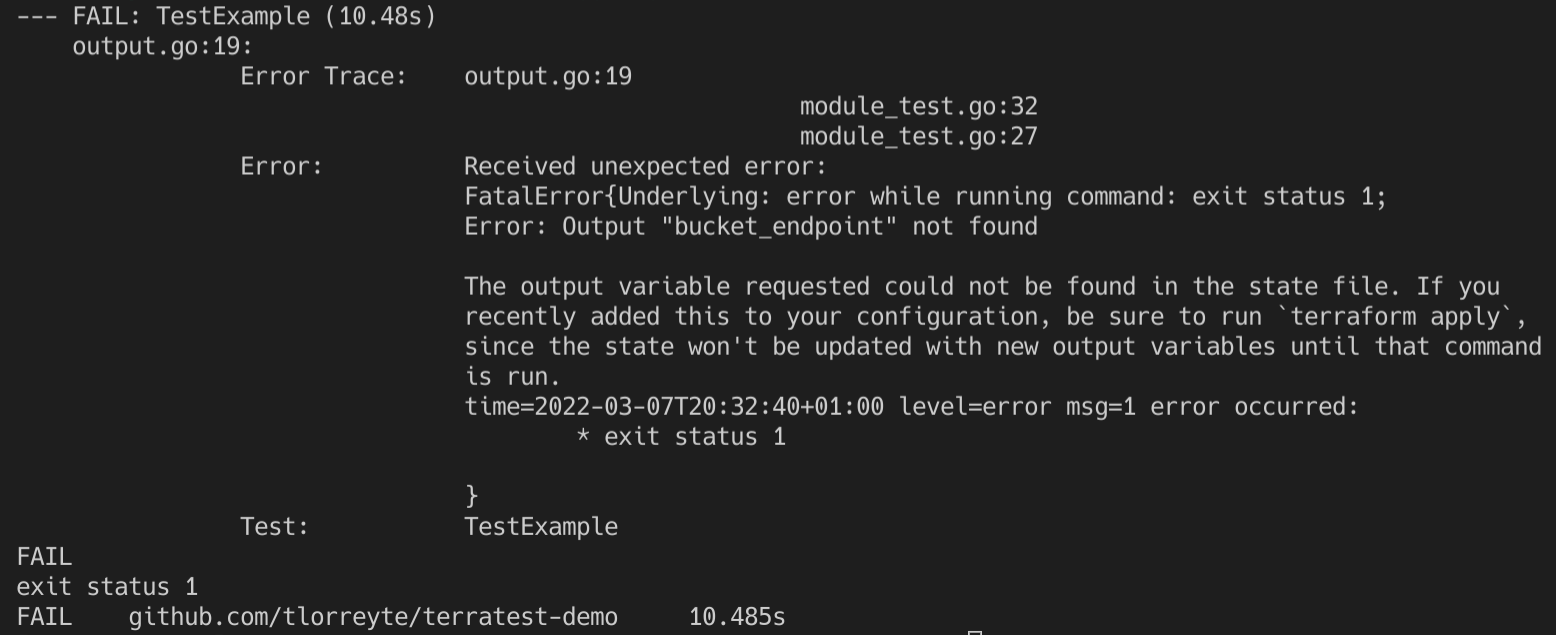 --- FAIL: TestExample (10.48s)
output.go:19:
Error Trace: output.go:19
module_test.go:32
module_test.go:27
Error: Received unexpected error:
FatalError{Underlying: error while running command: exit status 1;
Error: Output "bucket_endpoint" not found
The output variable requested could not be found in the state file. If you
recently added this to your configuration, be sure to run `terraform apply`,
since the state won't be updated with new output variables until that command
is run.
time=2022-03-07T20:32:40+01:00 level=error msg=1 error occurred:
* exit status 1
}
Test: TestExample
FAIL
exit status 1
FAIL github.com/tlorreyte/terratest-demo 10.485s